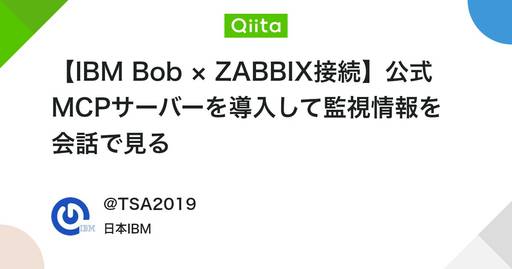 Qiita
【IBM Bob × ZABBIX接続】公式
MCPサーバーを導入して監視情報を
会話で見る
@TSA2019
IBM
日本IBM